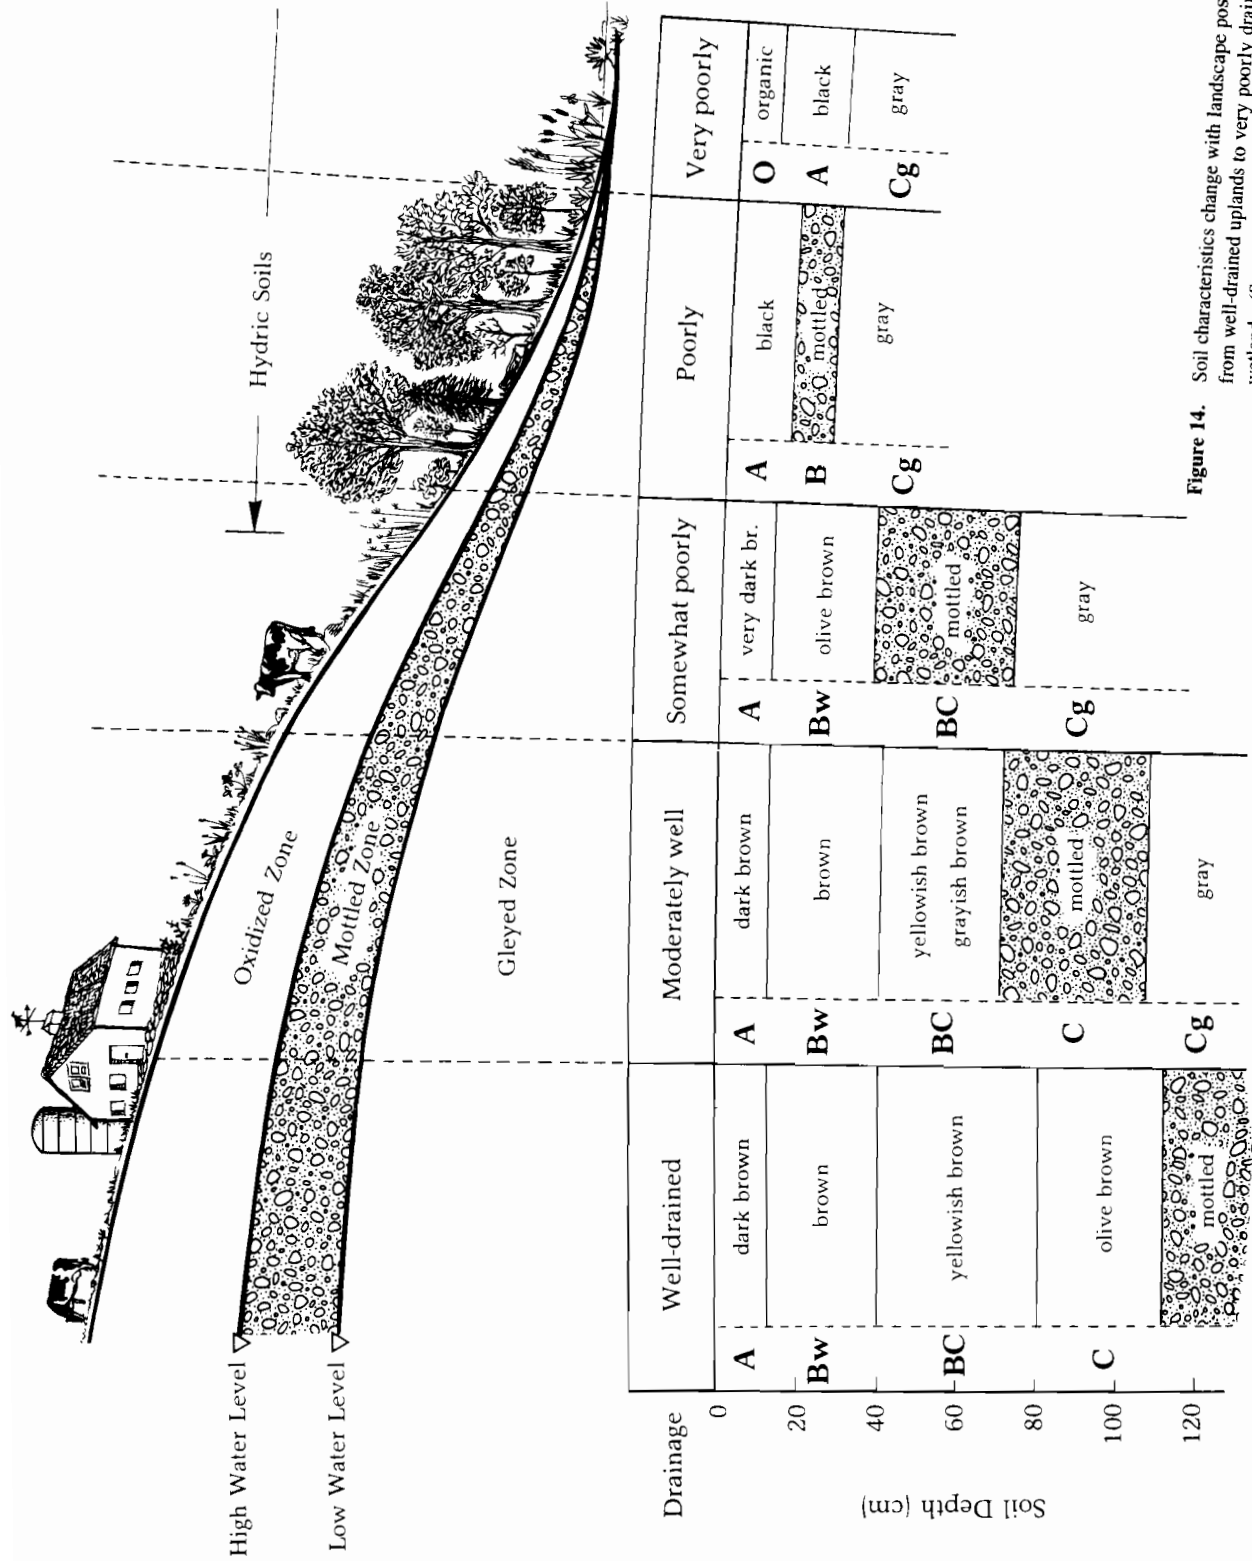 Hydric Soils
Oxidized Zone
Mottled Zone
Gleyed Zone
High Water Level
Low Water Level
Drainage
Well-drained
Moderately well
Somewhat poorly
Poorly
Very poorly
Soil Depth (cm)
0
20
40
60
80
100
120
A
dark brown
Bw
brown
BC
yellowish brown
C
olive brown
mottled
A
dark brown
Bw
brown
BC
yellowish brown
grayish brown
C
mottled
Cg
gray
A
very dark br.
Bw
olive brown
BC
mottled
Cg
gray
A
black
B
mottled
Cg
gray
O
organic
A
black
Cg
gray
Figure 14. Soil characteristics change with landscape pos
from well-drained uplands to very poorly drain